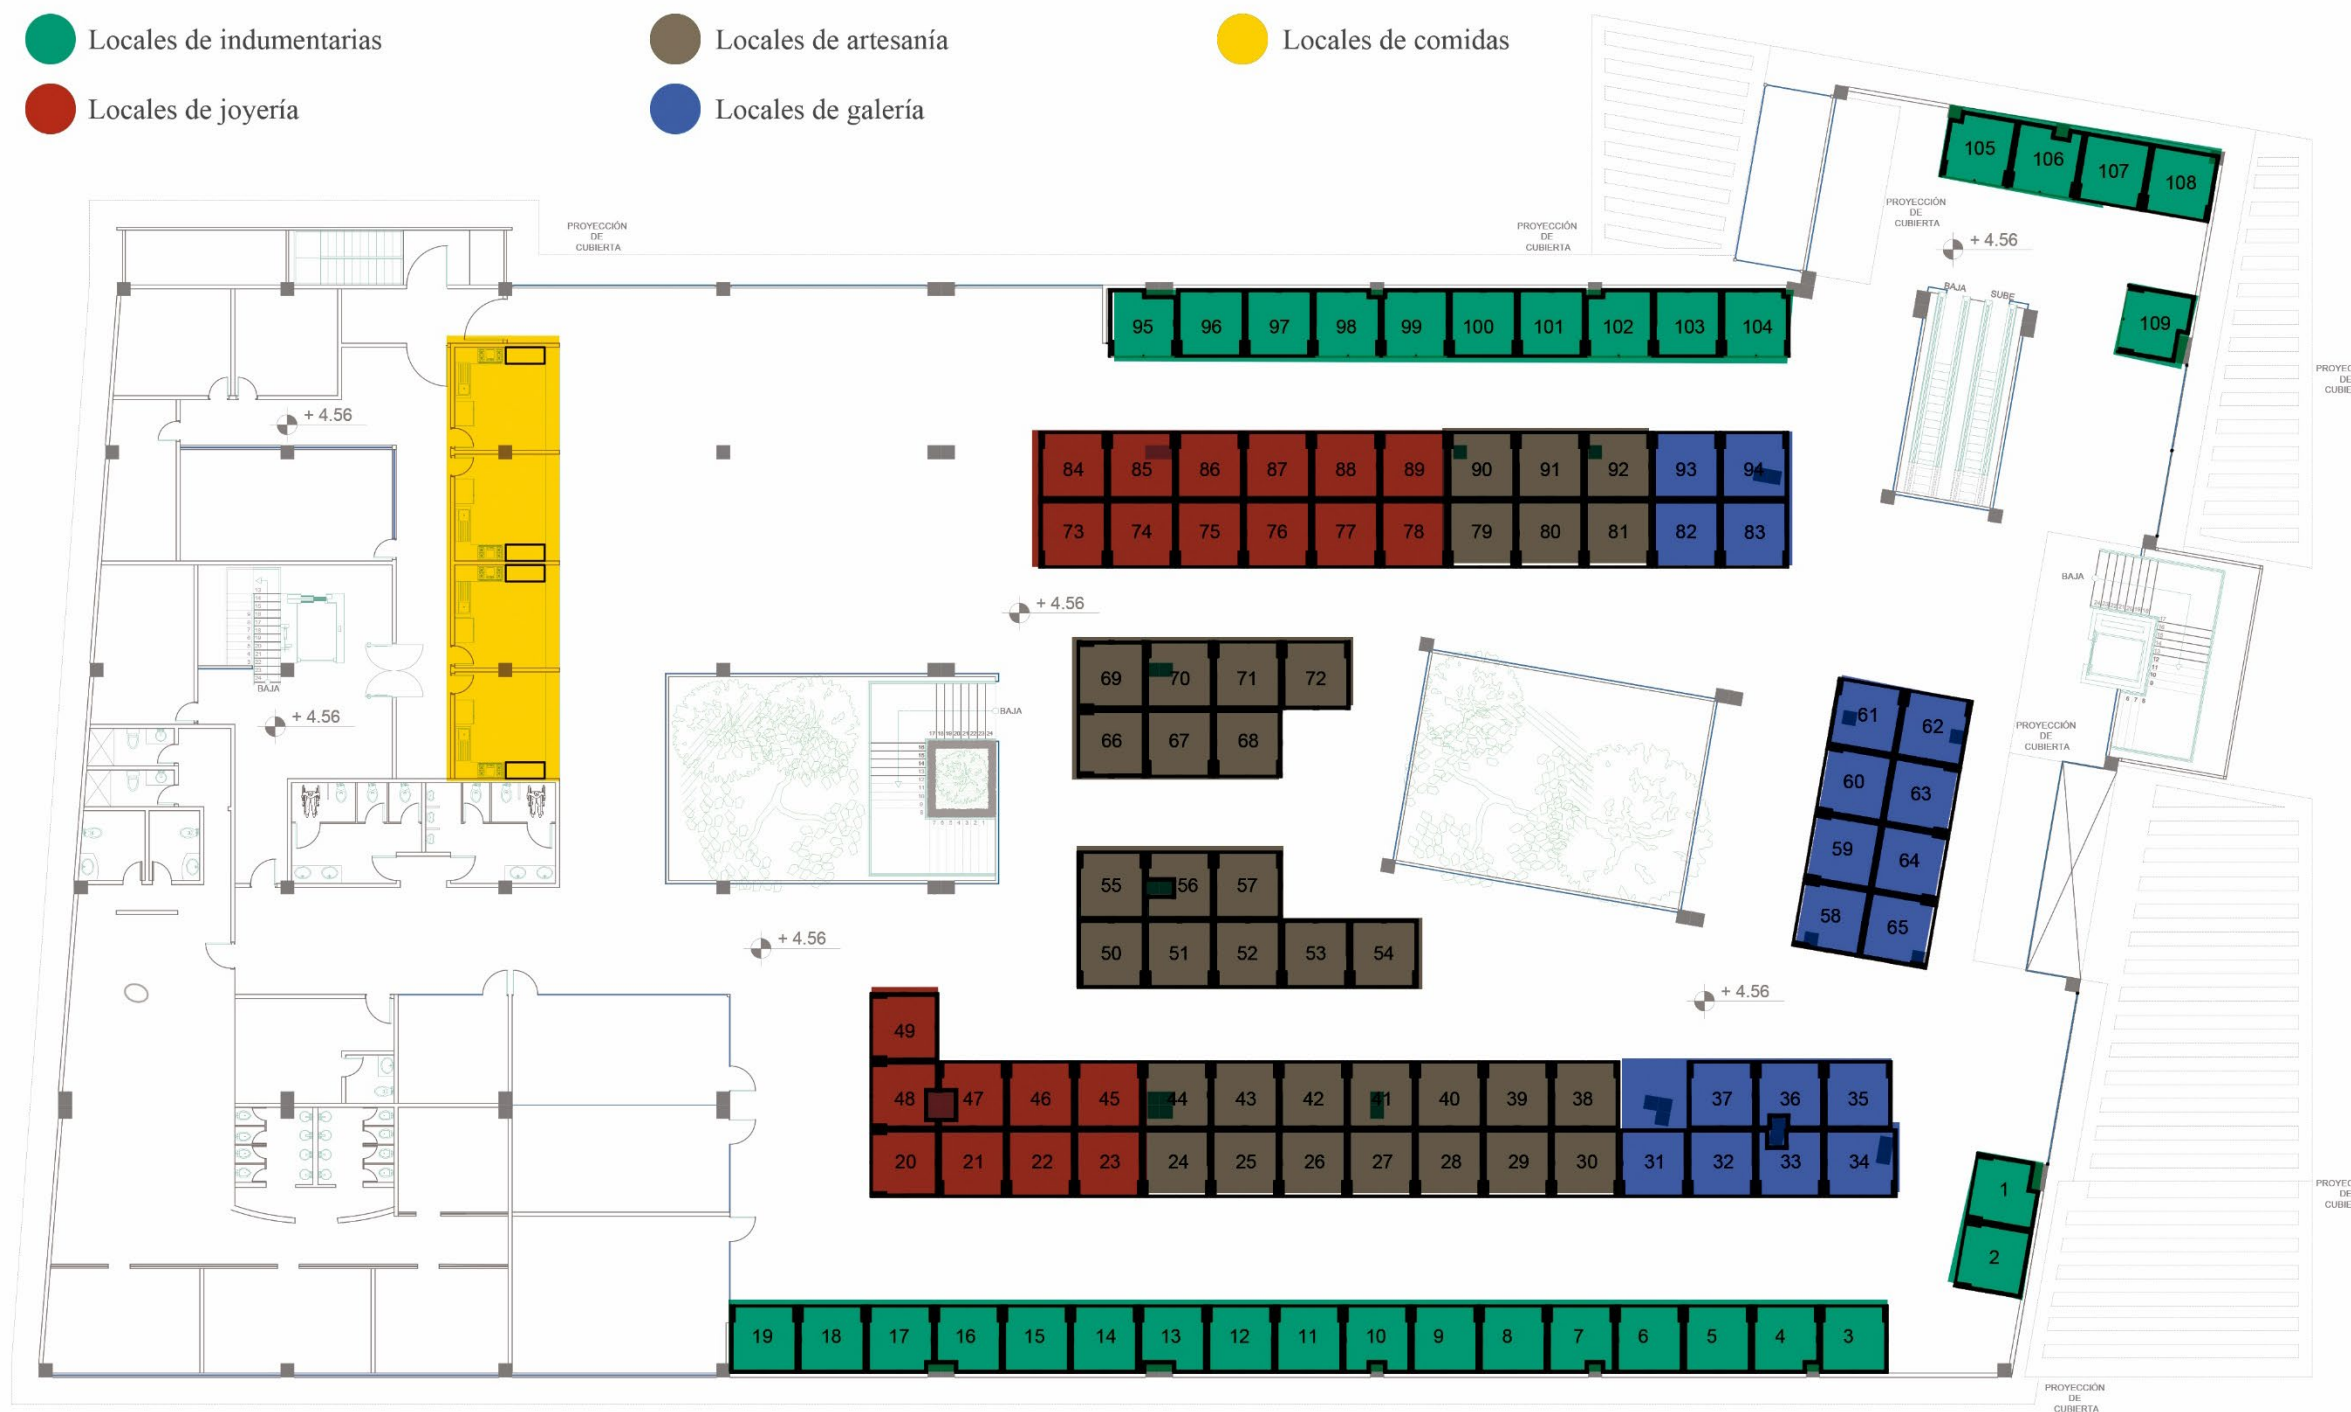 Locales de indumentarias
Locales de artesanía
Locales de comidas
Locales de joyería
Locales de galería
105
106
107
108
PROYECCIÓN
DE
CUBIERTA
PROYECCIÓN
DE
CUBIERTA
PROYECCIÓN
DE
CUBIERTA
+ 4.56
BAJA
SUBE
109
95 96 97 98 99 100 101 102 103 104
PROYEC
DE
CUBIE
+ 4.56
84 85 86 87 88 89 90 91 92 93 94
73 74 75 76 77 78 79 80 81 82 83
BAJA
+ 4.56
69 70 71 72
66 67 68
BAJA
BAJA
+ 4.56
61 62
60 63
59 64
58 65
PROYECCIÓN
DE
CUBIERTA
55 56 57
50 51 52 53 54
+ 4.56
+ 4.56
49
48 47 46 45 44 43 42 41 40 39 38 37 36 35
20 21 22 23 24 25 26 27 28 29 30 31 32 33 34
1
2
PROYEC
DE
CUBIE
19 18 17 16 15 14 13 12 11 10 9 8 7 6 5 4 3
PROYECCIÓN
DE
CUBIERTA